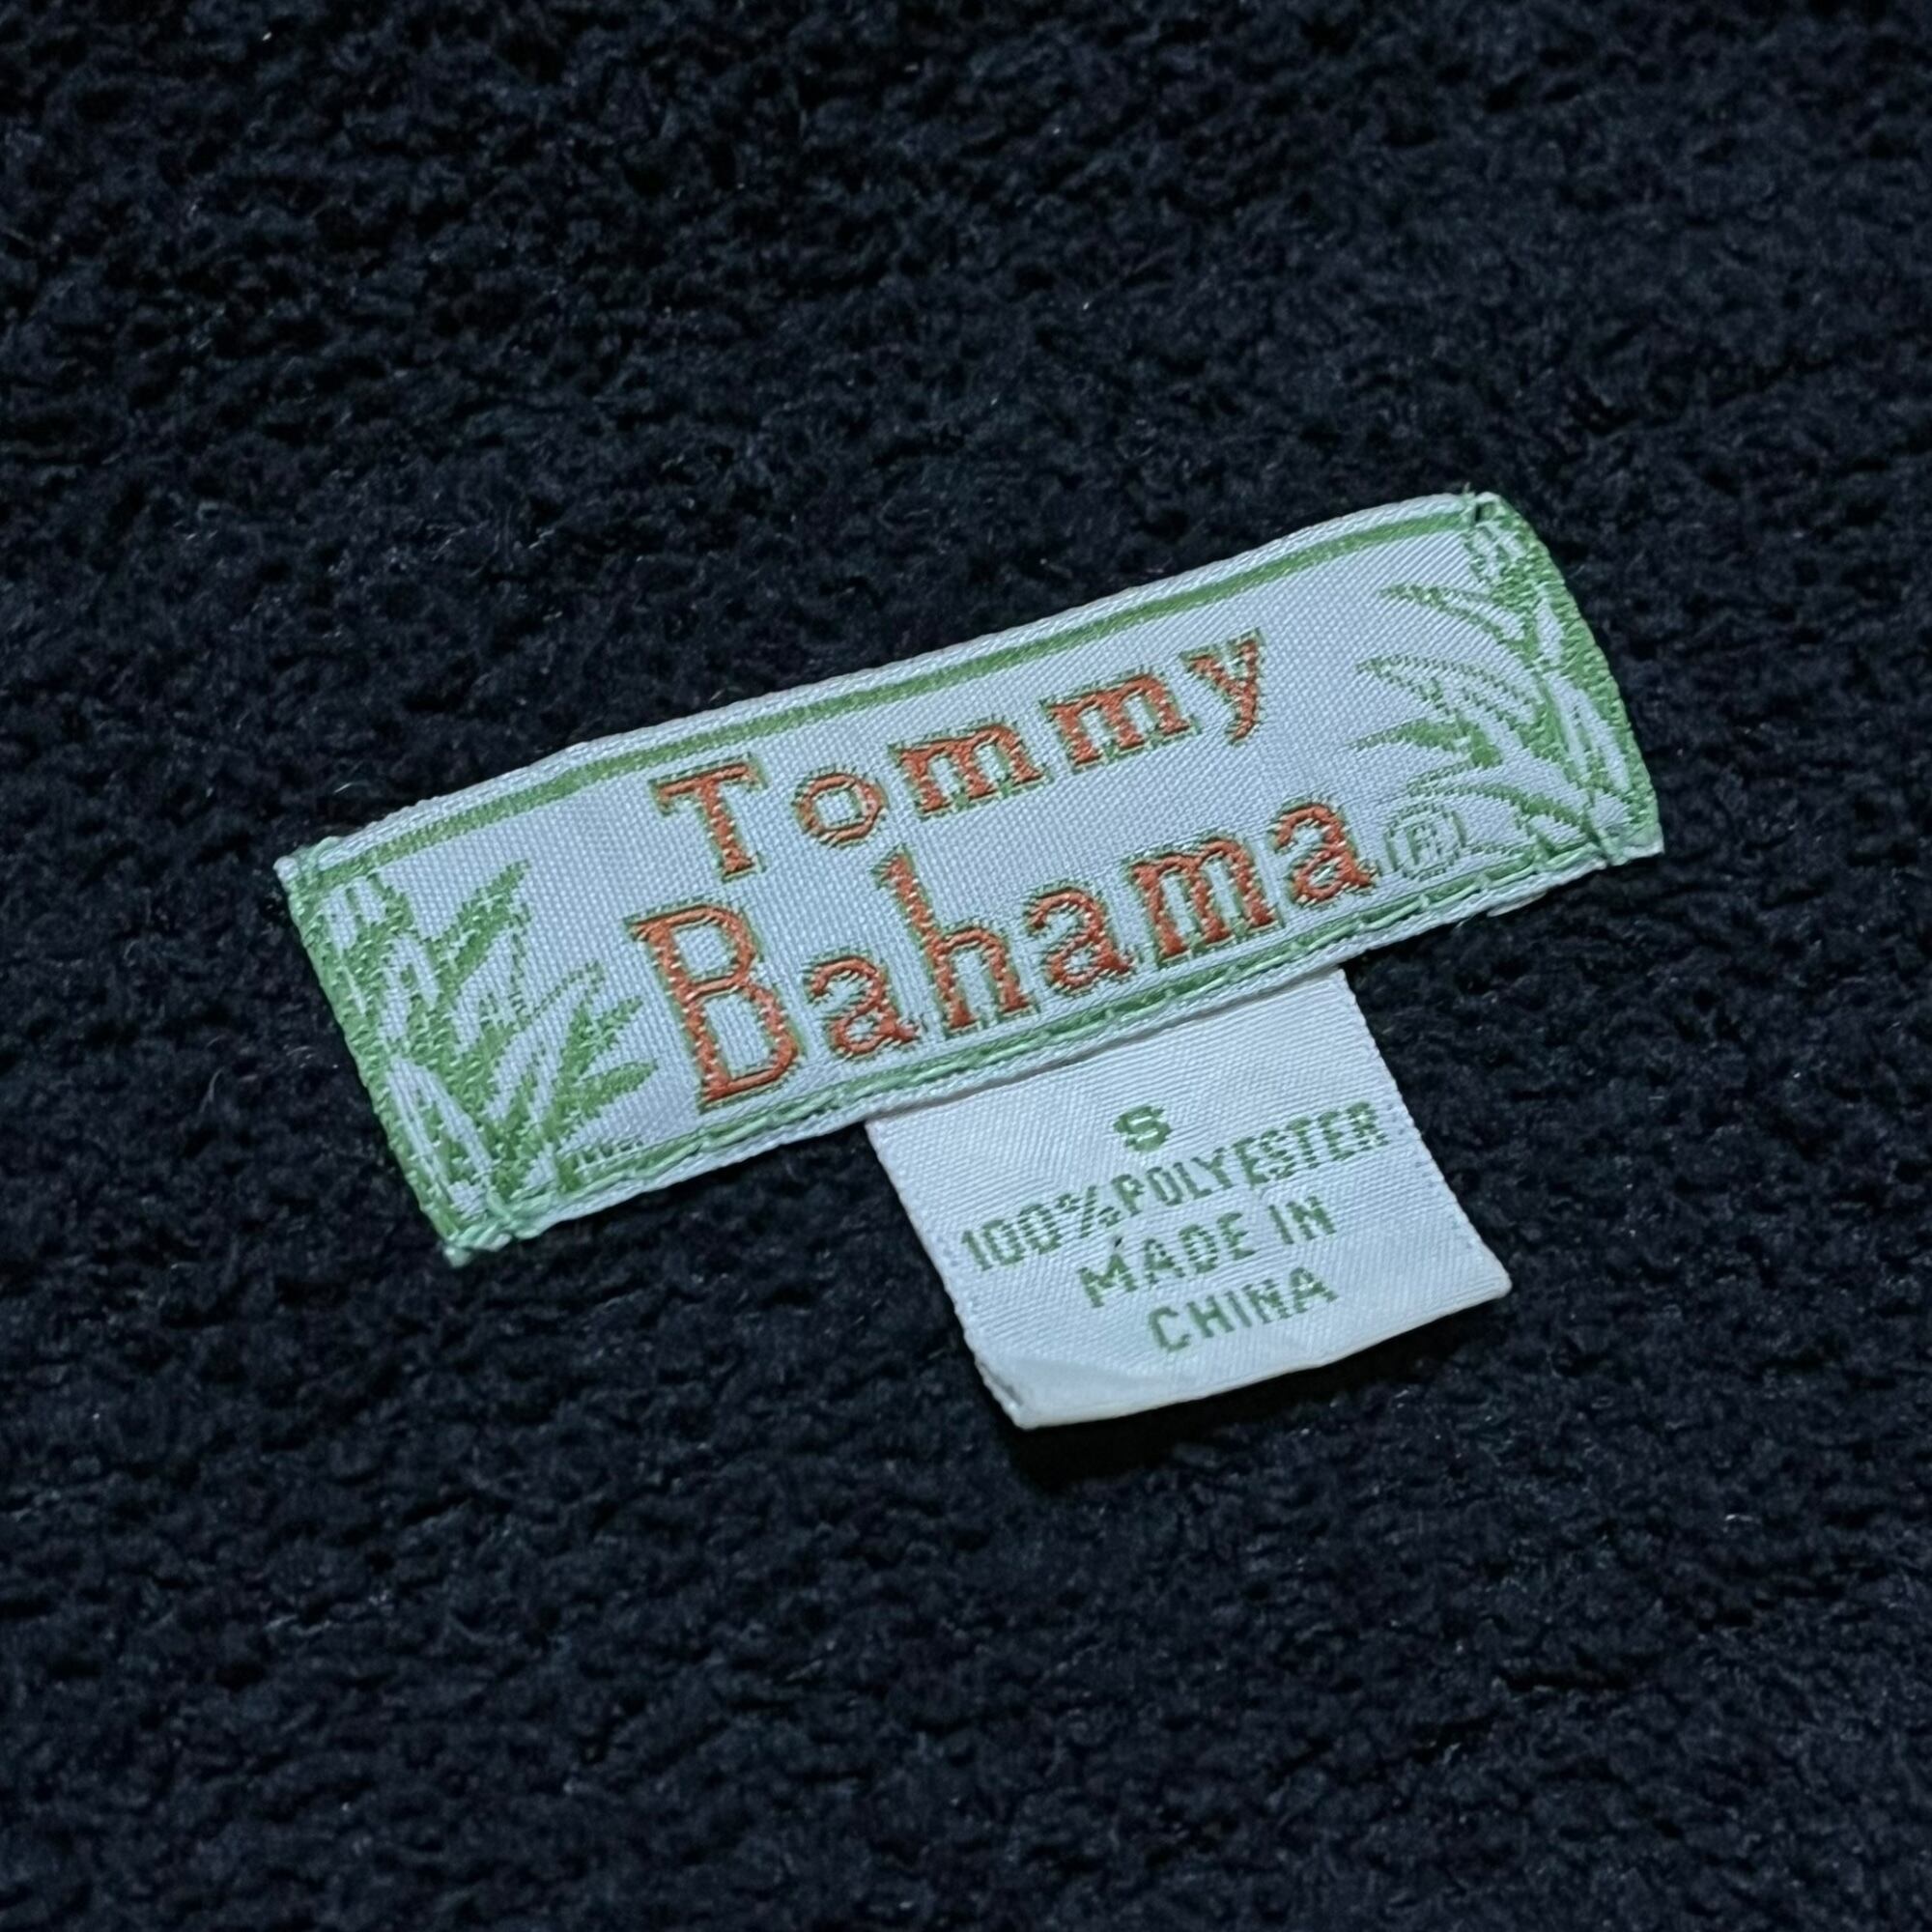 Tommy
Bahama®
S
100%POLYESTER
MADE IN
CHINA